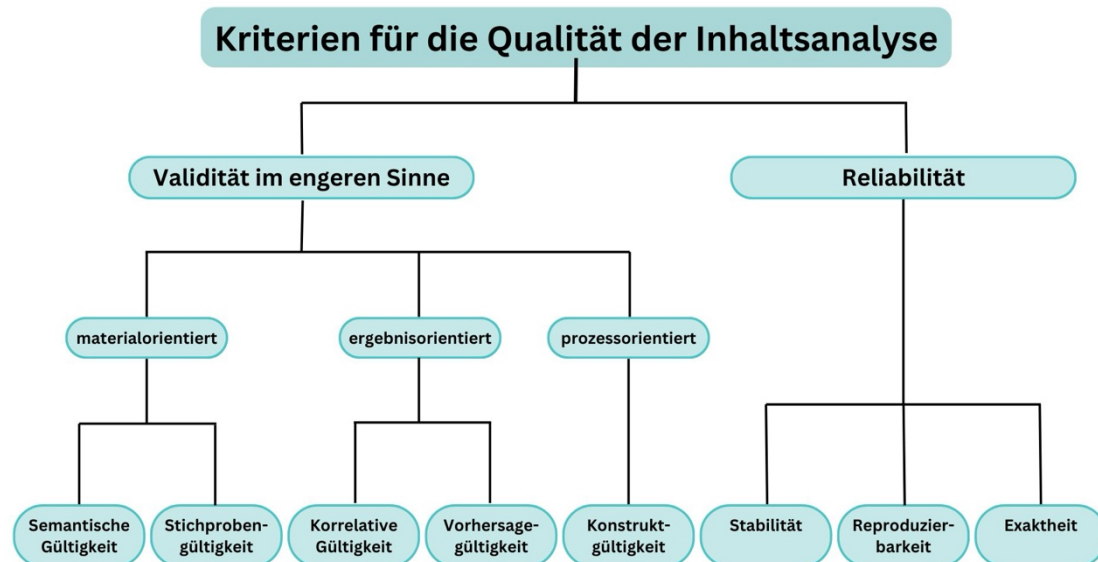 Kriterien für die Qualität der Inhaltsanalyse
Validität im engeren Sinne
Reliabilität
materialorientiert
ergebnisorientiert
prozessorientiert
Semantische
Gültigkeit
Stichproben-
gültigkeit
Korrelative
Gültigkeit
Vorhersage-
gültigkeit
Konstrukt-
gültigkeit
Stabilität
Reproduzier-
barkeit
Exaktheit